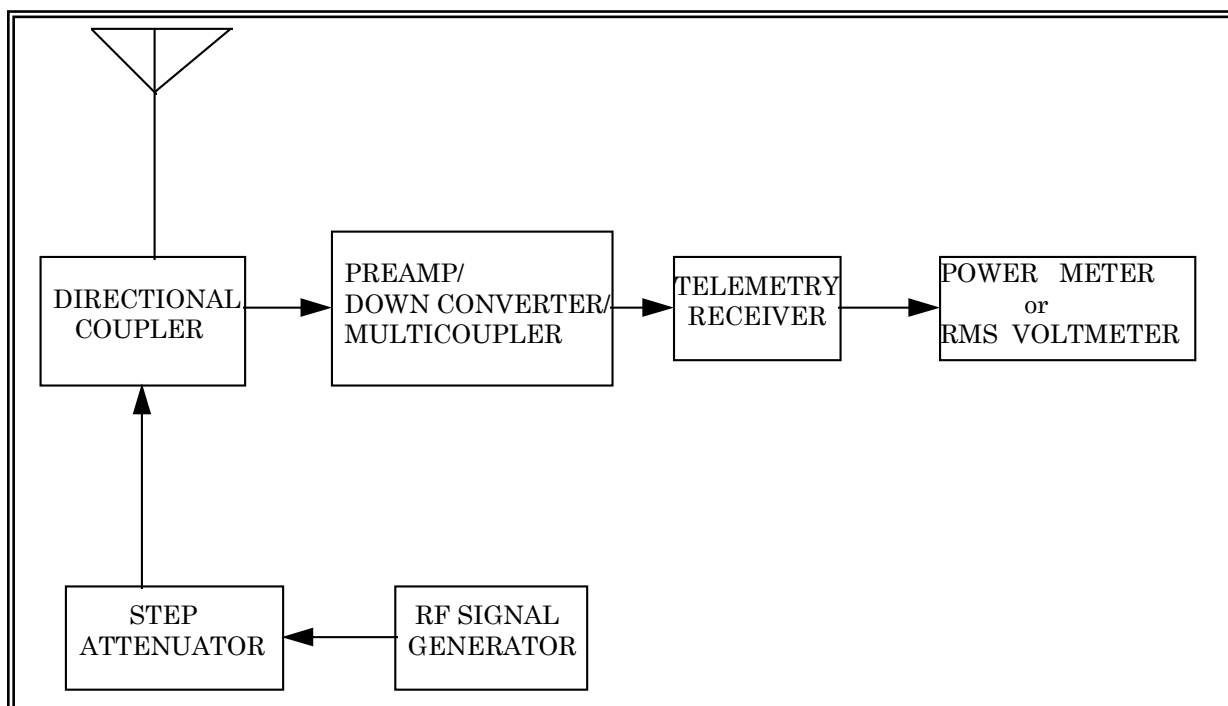 DIRECTIONAL
COUPLER
PREAMP/
DOWN CONVERTER/
MULTICOUPLER
TELEMETRY
RECEIVER
POWER METER
or
RMS VOLTMETER
STEP
ATTENUATOR
RF SIGNAL
GENERATOR